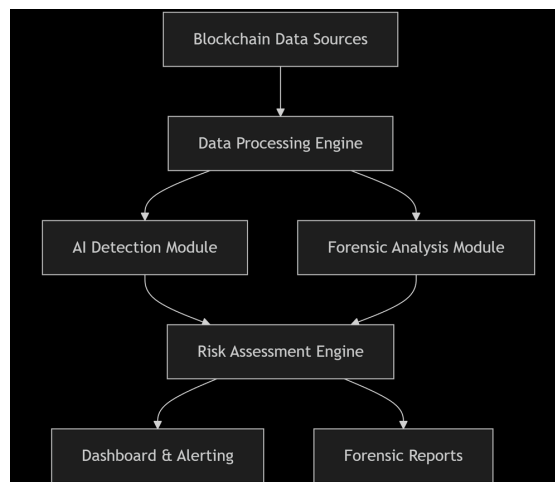 Blockchain Data Sources
Data Processing Engine
AI Detection Module
Forensic Analysis Module
Risk Assessment Engine
Dashboard & Alerting
Forensic Reports